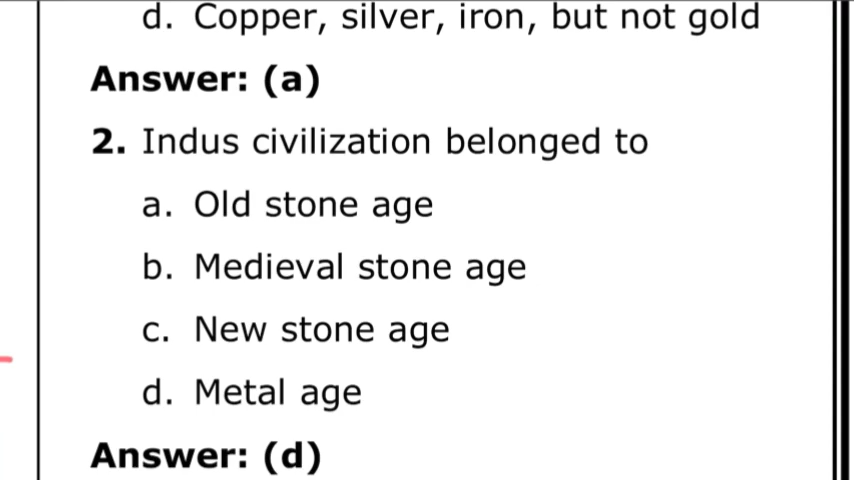 d. Copper, silver, iron, but not gold
Answer: (a)
2. Indus civilization belonged to
a. Old stone age
b. Medieval stone age
c. New stone age
d. Metal age
Answer: (d)